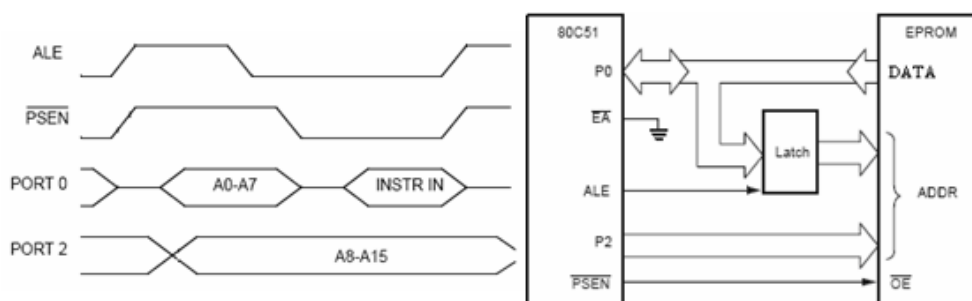 ALE
PSEN
PORT 0
A0-A7
INSTR IN
PORT 2
A8-A15
80C51
EPROM
P0
DATA
EA
Latch
ALE
ADDR
P2
PSEN
OE